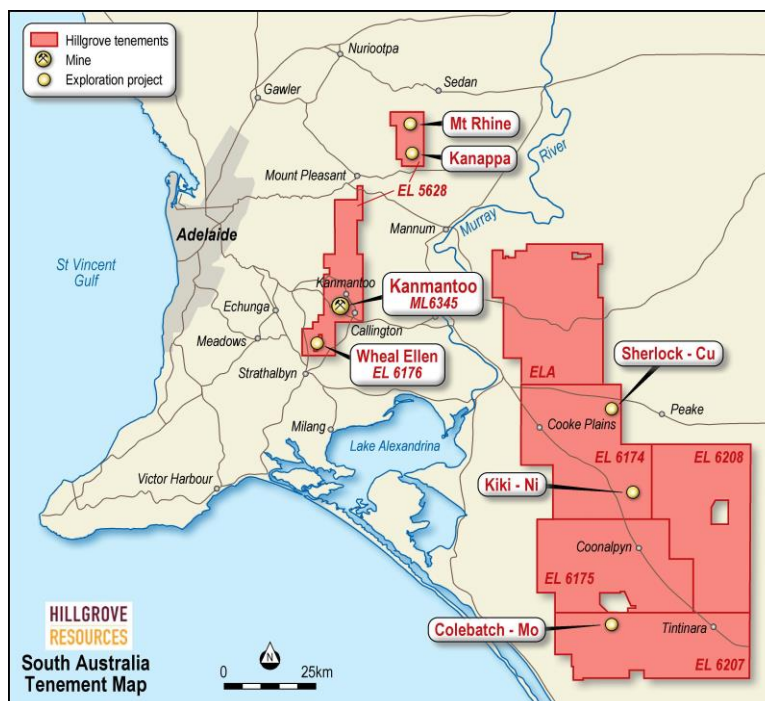 Hillgrove tenements
Mine
Exploration project
Nuriootpa
Sedan
Gawler
Mt Rhine
Kanappa
River
Mount Pleasant
EL 5628
Mannum
Murray
Adelaide
St Vincent
Gulf
Kanmantoo
Kanmantoo
ML6345
Echunga
Callington
Meadows
Wheal Ellen
EL 6176
ELA
Sherlock - Cu
Strathalbyn
Peake
Cooke Plains
Milang
Lake Alexandrina
EL 6174
EL 6208
Victor Harbour
Kiki - Ni
Coonalpyn
EL 6175
Colebatch - Mo
Tintinara
EL 6207
HILLGROVE
RESOURCES
South Australia
Tenement Map
N
0
25km